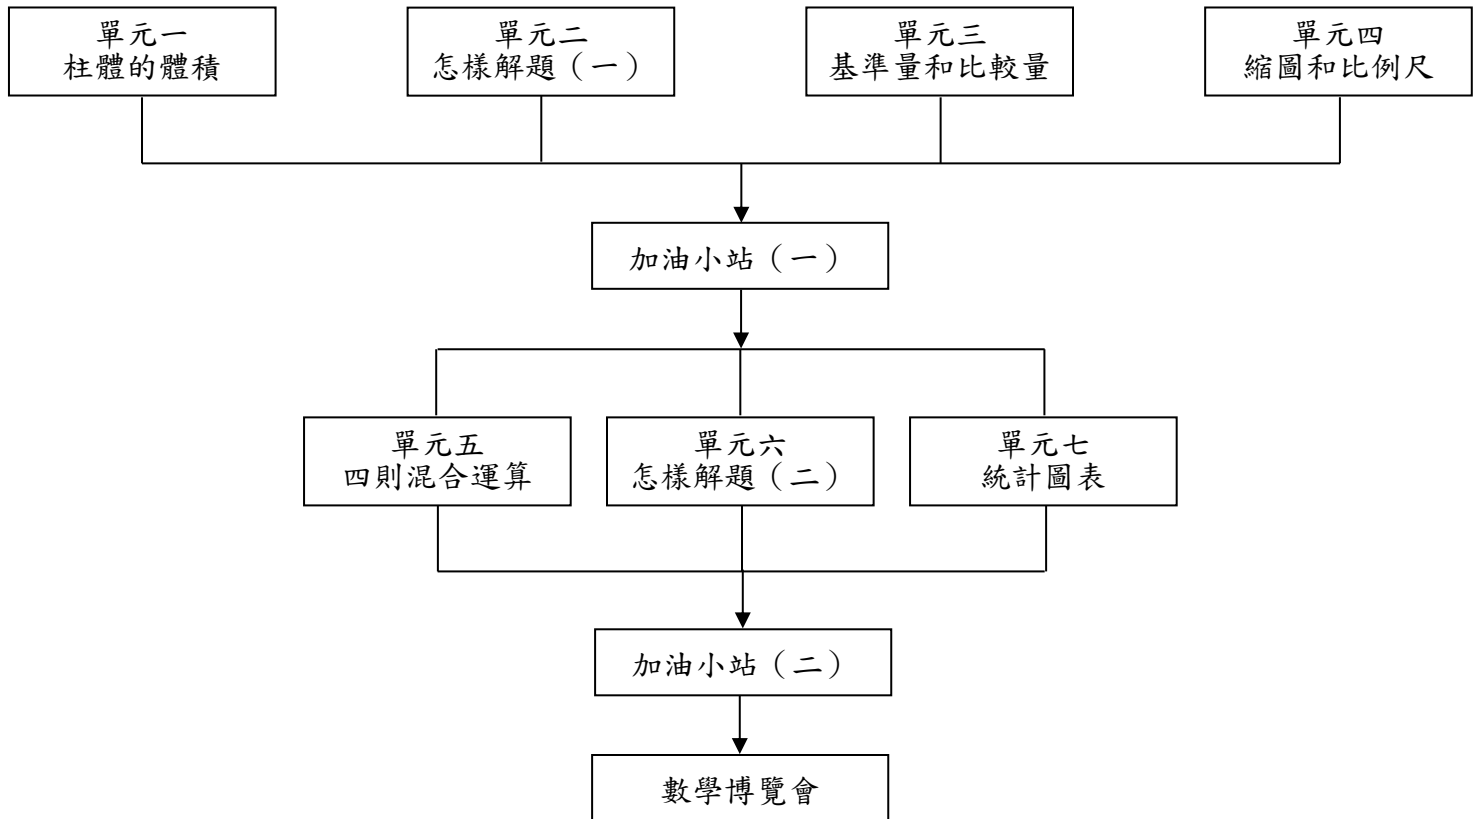 單元一
柱體的體積
單元二
怎樣解題（一）
單元三
基準量和比較量
單元四
縮圖和比例尺
加油小站（一）
單元五
四則混合運算
單元六
怎樣解題（二）
單元七
統計圖表
加油小站（二）
數學博覽會